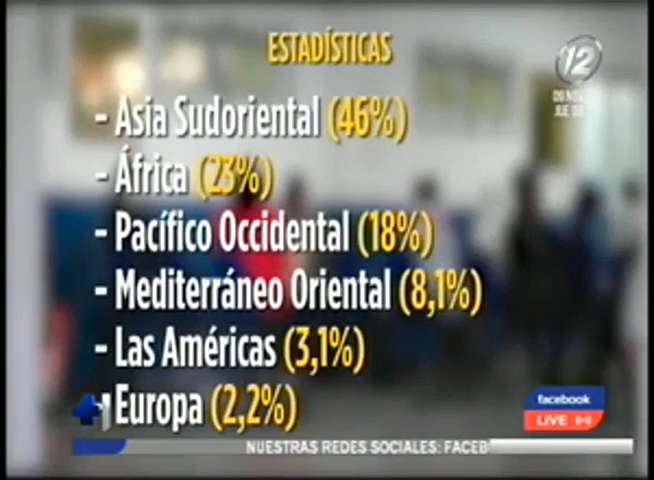 ESTADÍSTICAS
12
- Asia Sudoriental (46%)
- África (23%)
- Pacífico Occidental (18%)
- Mediterráneo Oriental (8,1%)
- Las Américas (3,1%)
- Europa (2,2%)
facebook
LIVE
NUESTRAS REDES SOCIALES: FACEB